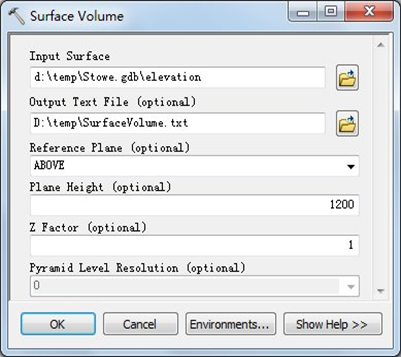 Surface Volume
Input Surface
d:\temp\Stowe.gdb\elevation
Output Text File (optional)
D:\temp\SurfaceVolume.txt
Reference Plane (optional)
ABOVE
Plane Height (optional)
1200
Z Factor (optional)
1
Pyramid Level Resolution (optional)
0
OK Cancel Environments... Show Help >>